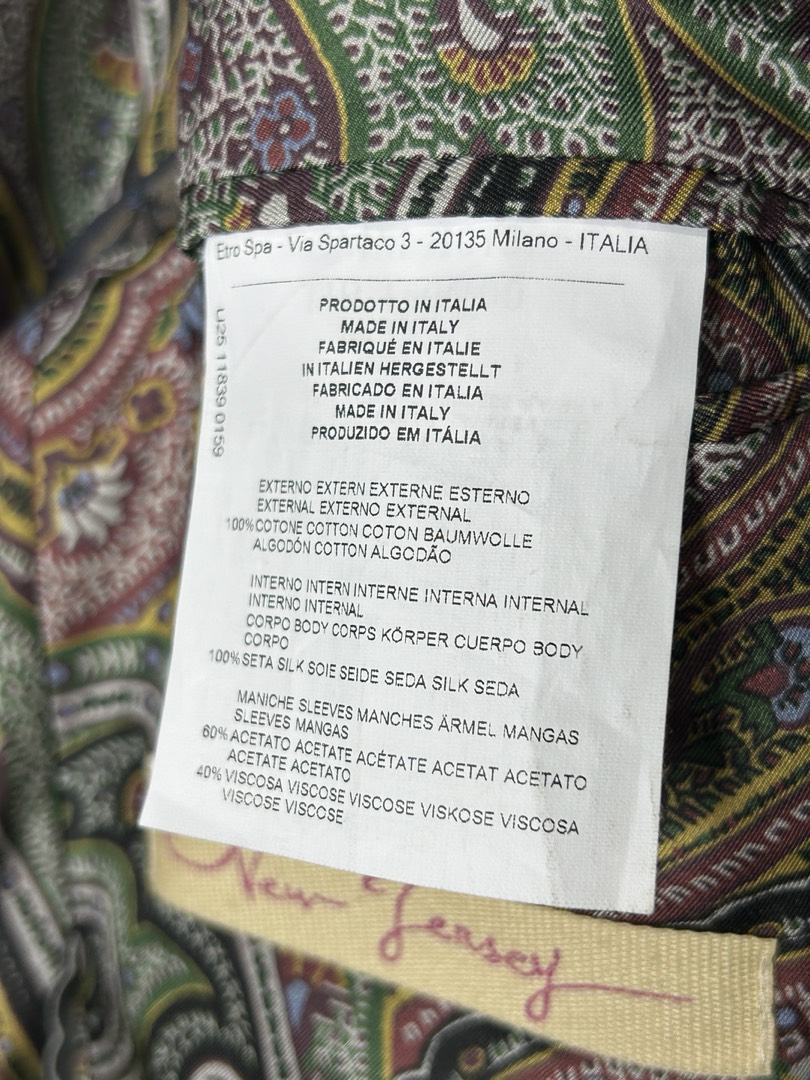 Etro Spa - Via Spartaco 3 - 20135 Milano - ITALIA
U25 11839 0159
PRODOTTO IN ITALIA
MADE IN ITALY
FABRIQUÉ EN ITALIE
IN ITALIEN HERGESTELLT
FABRICADO EN ITALIA
MADE IN ITALY
PRODUZIDO EM ITÁLIA
EXTERNO EXTERN EXTERNE ESTERNO
EXTERNAL EXTERNO EXTERNAL
100% COTONE COTTON COTON BAUMWOLLE
ALGODÓN COTTON ALGODÃO
INTERNO INTERN INTERNE INTERNA INTERNAL
INTERNO INTERNAL
CORPO BODY CORPS KÖRPER CUERPO BODY
CORPO
100% SETA SILK SOIE SEIDE SEDA SILK SEDA
MANICHE SLEEVES MANCHES ÄRMEL MANGAS
SLEEVES MANGAS
60% ACETATO ACETATE ACÉTATE ACETAT ACETATO
ACETATE ACETATO
40% VISCOSA VISCOSE VISCOSE VISKOSE VISCOSA
VISCOSE VISCOSE
New Jersey